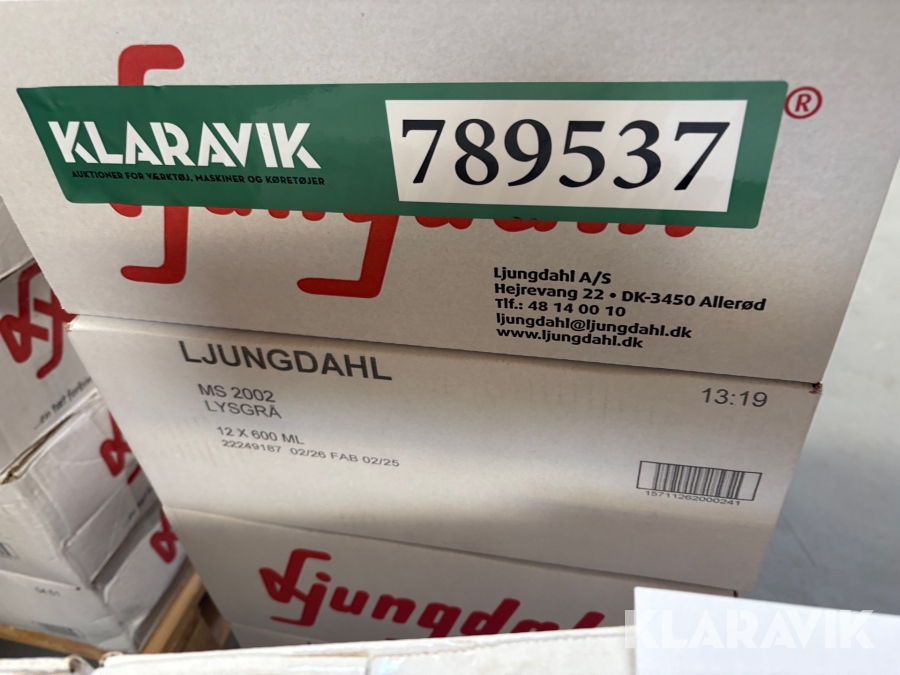 KLARAVIK
AUKTIONER FOR VÆRKTØJ, MASKINER OG KØRETØJER
789537
®
Ljungdahl A/S
Hejrevang 22 • DK-3450 Allerød
Tlf.: 48 14 00 10
ljungdahl@ljungdahl.dk
www.ljungdahl.dk
LJUNGDAHL
MS 2002
LYSGRÅ
12 X 600 ML
22249187 02/26 FAB 02/25
13:19
15711262000241
Ljungdahl
KLARAVIK